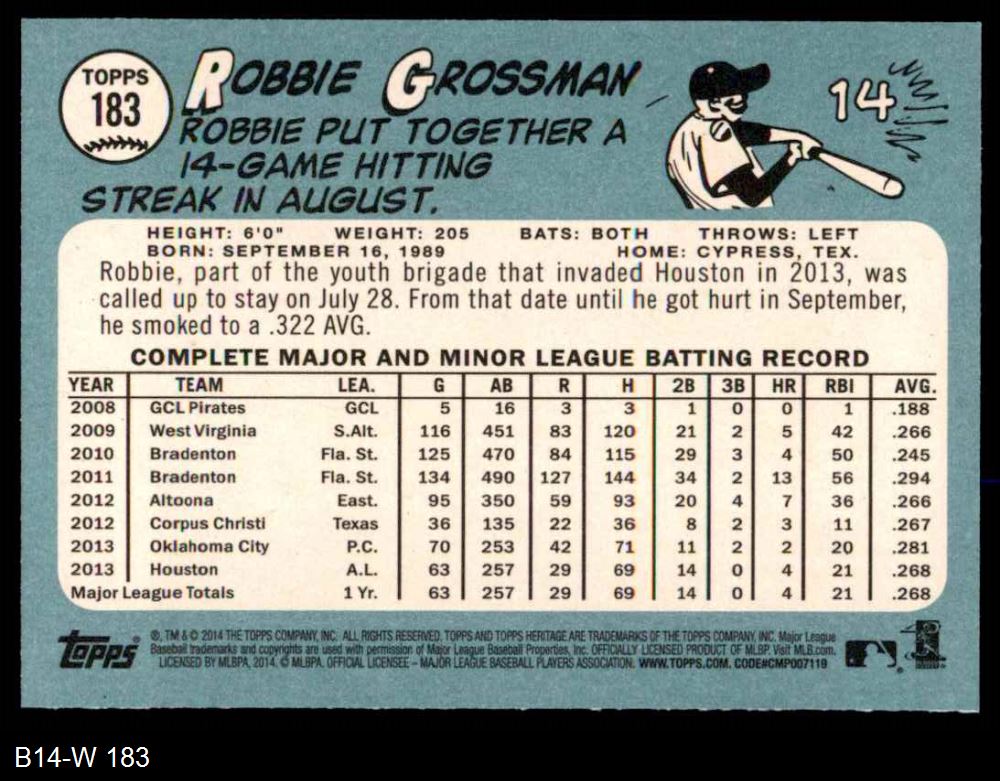 TOPPS
183
ROBBIE GROSSMAN
ROBBIE PUT TOGETHER A
14-GAME HITTING
STREAK IN AUGUST.
14
HEIGHT: 6'0" WEIGHT: 205 BATS: BOTH THROWS: LEFT
BORN: SEPTEMBER 16, 1989 HOME: CYPRESS, TEX.
Robbie, part of the youth brigade that invaded Houston in 2013, was
called up to stay on July 28. From that date until he got hurt in September,
he smoked to a .322 AVG.
COMPLETE MAJOR AND MINOR LEAGUE BATTING RECORD
YEAR TEAM LEA. G AB R H 2B 3B HR RBI AVG.
2008 GCL Pirates GCL 5 16 3 3 1 0 0 1 .188
2009 West Virginia S.Alt. 116 451 83 120 21 2 5 42 .266
2010 Bradenton Fla. St. 125 470 84 115 29 3 4 50 .245
2011 Bradenton Fla. St. 134 490 127 144 34 2 13 56 .294
2012 Altoona East. 95 350 59 93 20 4 7 36 .266
2012 Corpus Christi Texas 36 135 22 36 8 2 3 11 .267
2013 Oklahoma City P.C. 70 253 42 71 11 2 2 20 .281
2013 Houston A.L. 63 257 29 69 14 0 4 21 .268
Major League Totals 1 Yr. 63 257 29 69 14 0 4 21 .268
Topps
®, TM & © 2014 THE TOPPS COMPANY, INC. ALL RIGHTS RESERVED. TOPPS AND TOPPS HERITAGE ARE TRADEMARKS OF THE TOPPS COMPANY, INC. Major League
Baseball trademarks and copyrights are used with permission of Major League Baseball Properties, Inc. OFFICIALLY LICENSED PRODUCT OF MLBP. Visit MLB.com.
LICENSED BY MLBPA, 2014. © MLBPA. OFFICIAL LICENSEE – MAJOR LEAGUE BASEBALL PLAYERS ASSOCIATION. WWW.TOPPS.COM. CODE#CMP007119
B14-W 183